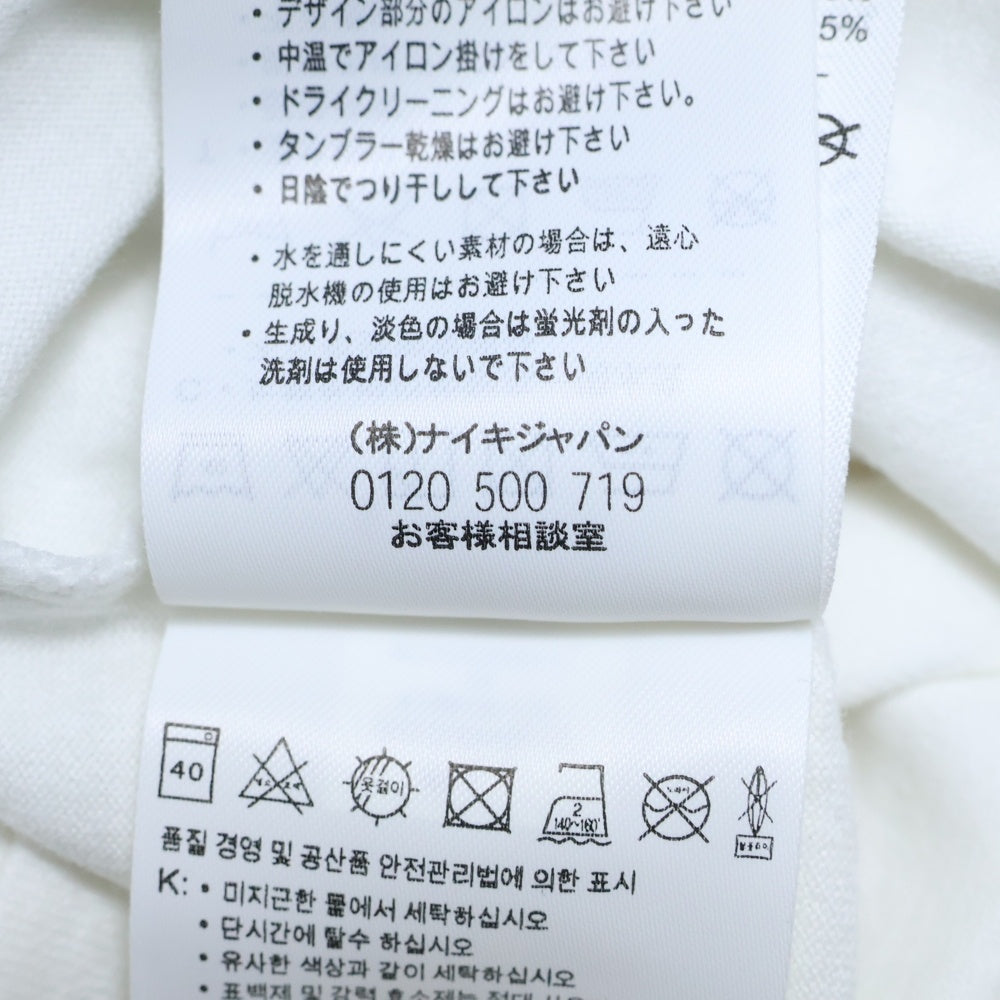 ・デザイン部分のアイロンはお避け下さい
・中温でアイロン掛けをして下さい
・ドライクリーニングはお避け下さい。
・タンブラー乾燥はお避け下さい
・日陰でつり干しして下さい
・水を通しにくい素材の場合は、遠心
脱水機の使用はお避け下さい
・生成り、淡色の場合は蛍光剤の入った
洗剤は使用しないで下さい
(株)ナイキジャパン
0120 500 719
お客様相談室
5%
40
옷걸이
2
140~160°
품질 경영 및 공산품 안전관리법에 의한 표시
K: • 미지근한 물에서 세탁하십시오
• 단시간에 탈수 하십시오
• 유사한 색상과 같이 세탁하십시오
• 표백제 및